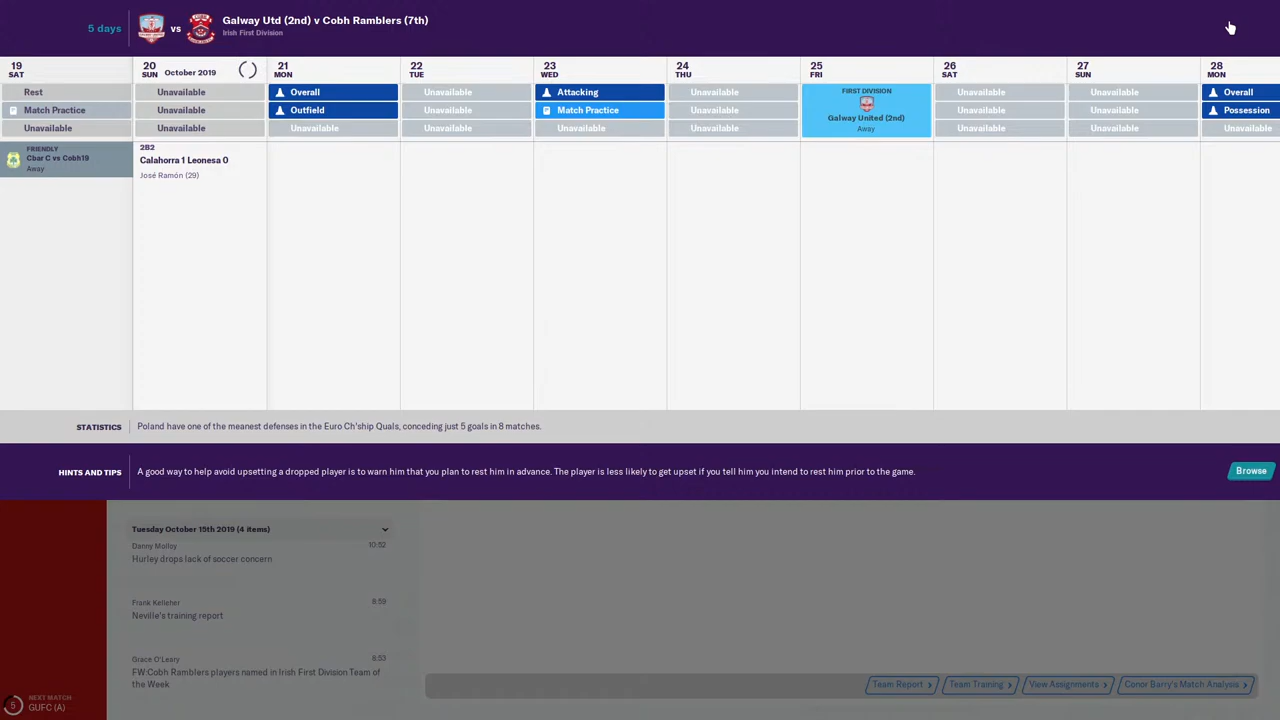 5 days
vs
Galway Utd (2nd) v Cobh Ramblers (7th)
Irish First Division
19 SAT
20 SUN October 2019
21 MON
22 TUE
23 WED
24 THU
25 FRI
26 SAT
27 SUN
28 MON
Rest
Unavailable
Overall
Unavailable
Attacking
Unavailable
FIRST DIVISION
Galway United (2nd)
Away
Unavailable
Unavailable
Overall
Match Practice
Unavailable
Outfield
Unavailable
Match Practice
Unavailable
Unavailable
Unavailable
Possession
Unavailable
Unavailable
Unavailable
Unavailable
Unavailable
Unavailable
Unavailable
Unavailable
Unavailable
FRIENDLY
Cbar C vs Cobh19
Away
2B2
Calahorra 1 Leonesa 0
José Ramón (29)
STATISTICS
Poland have one of the meanest defenses in the Euro Ch'ship Quals, conceding just 5 goals in 8 matches.
HINTS AND TIPS
A good way to help avoid upsetting a dropped player is to warn him that you plan to rest him in advance. The player is less likely to get upset if you tell him you intend to rest him prior to the game.
Browse
Tuesday October 15th 2019 (4 items)
Danny Molloy 10:52
Hurley drops lack of soccer concern
Frank Kelleher 8:59
Neville's training report
Grace O'Leary 8:53
FW:Cobh Ramblers players named in Irish First Division Team of
the Week
Team Report
Team Training
View Assignments
Conor Barry's Match Analysis
5
NEXT MATCH
GUFC (A)